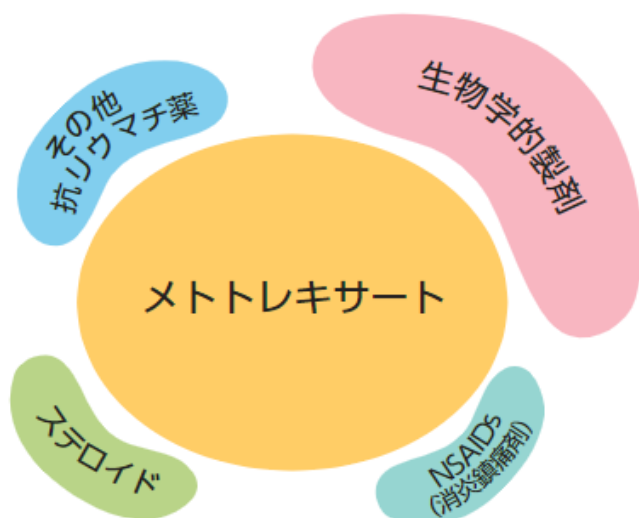 その他
抗リウマチ薬
生物学的製剤
メトトレキサート
ステロイド
NSAIDs
(消炎鎮痛剤)